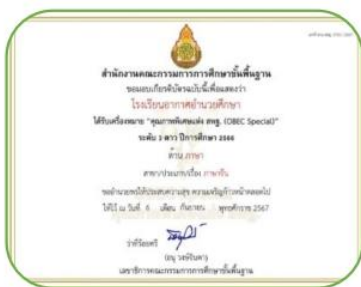 สำนักงานคณะกรรมการการศึกษาขั้นพื้นฐาน
ขอมอบเกียรติบัตรฉบับนี้เพื่อแสดงว่า
โรงเรียนอากาศอำนวยศึกษา
ได้รับเครื่องหมาย "คุณภาพพิเศษแห่ง สพฐ. (OBEC Special)"
ระดับ 3 ดาว ปีการศึกษา 2566
ด้าน ภาษา
สาขา/ประเภท/เรื่อง ภาษาจีน
ขออำนวยพรให้ประสบความสุข ความเจริญก้าวหน้าตลอดไป
ให้ไว้ ณ วันที่ 6 เดือน กันยายน พุทธศักราช 2567
ว่าที่ร้อยตรี
(ธนุ วงษ์จินดา)
เลขาธิการคณะกรรมการการศึกษาขั้นพื้นฐาน